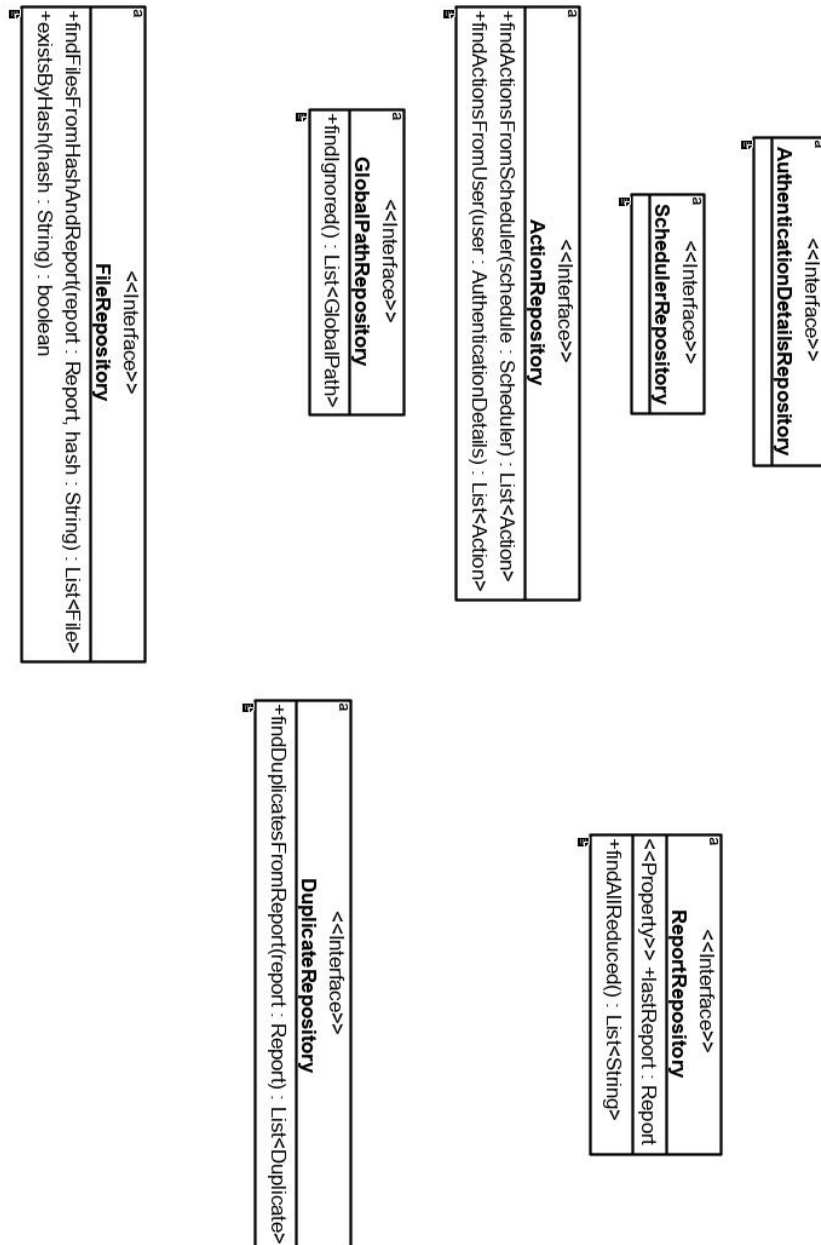 <<Interface>>
AuthenticationDetailsRepository
a
<<Interface>>
SchedulerRepository
a
<<Interface>>
ActionRepository
+findActionsFromScheduler(schedule : Scheduler) : List<Action>
+findActionsFromUser(user : AuthenticationDetails) : List<Action>
a
<<Interface>>
ReportRepository
<<Property>> +lastReport : Report
+findAllReduced() : List<String>
a
<<Interface>>
GlobalPathRepository
+findIgnored() : List<GlobalPath>
a
<<Interface>>
DuplicateRepository
+findDuplicatesFromReport(report : Report) : List<Duplicate>
a
<<Interface>>
FileRepository
+findFilesFromHashAndReport(report : Report, hash : String) : List<File>
+existsByHash(hash : String) : boolean